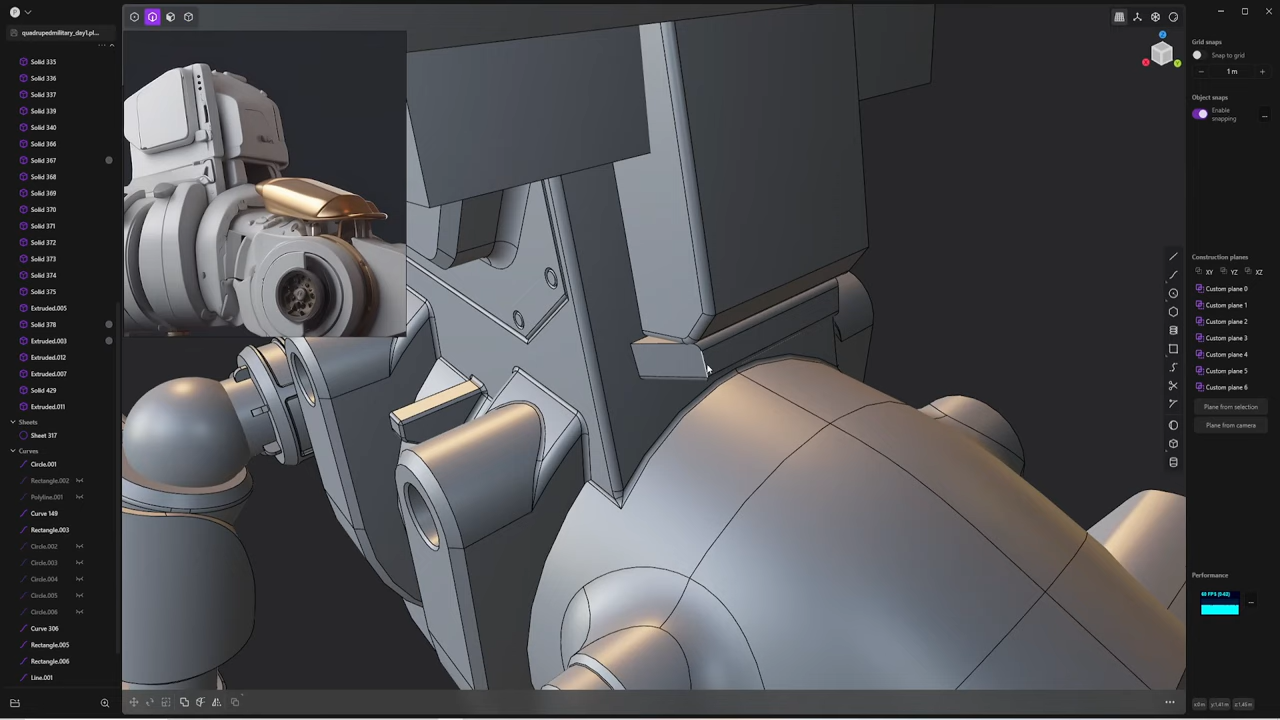 quadrupedmilitary_day1.pl...
Solid 335
Solid 336
Solid 337
Solid 339
Solid 340
Solid 366
Solid 367
Solid 368
Solid 369
Solid 370
Solid 371
Solid 372
Solid 373
Solid 374
Solid 375
Extruded.005
Solid 378
Extruded.003
Extruded.012
Extruded.007
Solid 429
Extruded.011
Sheets
Sheet 317
Curves
Circle.001
Rectangle.002
Polyline.001
Curve 149
Rectangle.003
Circle.002
Circle.003
Circle.004
Circle.005
Circle.006
Curve 306
Rectangle.005
Rectangle.006
Line.001
Grid snaps
Snap to grid
1 m
Object snaps
Enable
snapping
Construction planes
XY YZ XZ
Custom plane 0
Custom plane 1
Custom plane 2
Custom plane 3
Custom plane 4
Custom plane 5
Custom plane 6
Plane from selection
Plane from camera
Performance